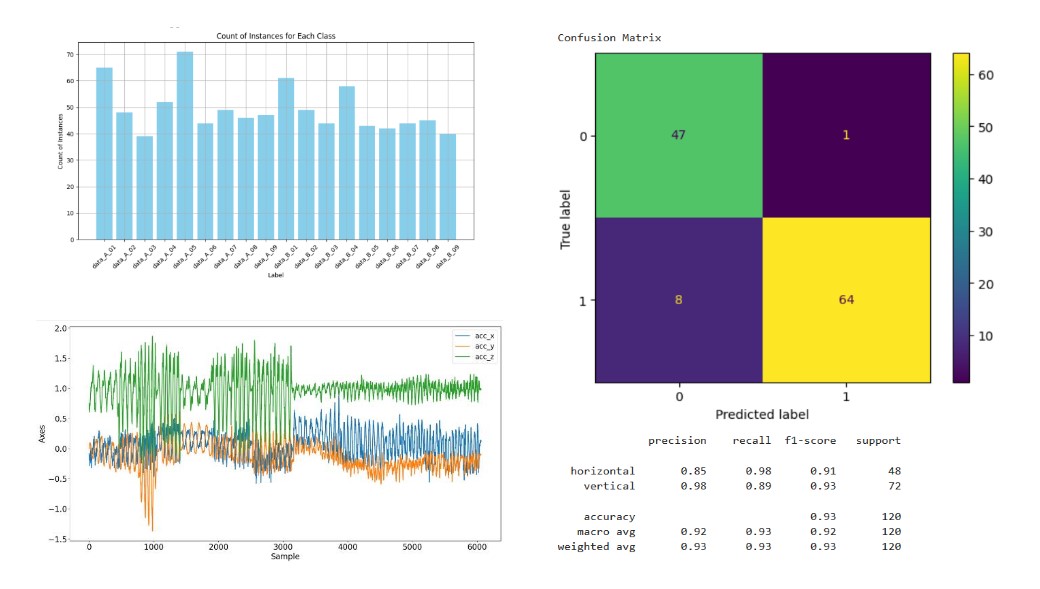 Count of Instances for Each Class
70
60
50
40
30
20
10
0
Count of Instances
data_A_01 data_A_02 data_A_03 data_A_04 data_A_05 data_A_06 data_A_07 data_A_08 data_A_09 data_B_01 data_B_02 data_B_03 data_B_04 data_B_05 data_B_06 data_B_07 data_B_08 data_B_09
Label
2.0
1.5
1.0
0.5
0.0
−0.5
−1.0
−1.5
Axes
acc_x
acc_y
acc_z
0 1000 2000 3000 4000 5000 6000
Sample
Confusion Matrix
0
1
True label
47 1
8 64
0 1
Predicted label
60
50
40
30
20
10
precision recall f1-score support
horizontal 0.85 0.98 0.91 48
vertical 0.98 0.89 0.93 72
accuracy 0.93 120
macro avg 0.92 0.93 0.92 120
weighted avg 0.93 0.93 0.93 120